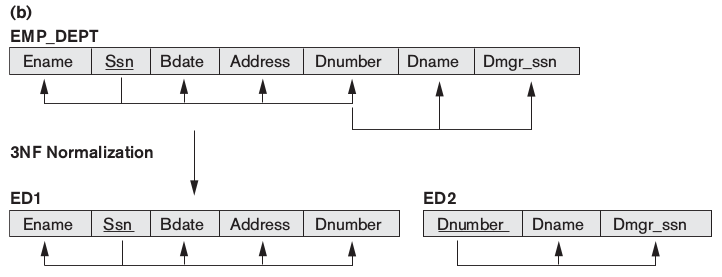 (b)
EMP_DEPT
Ename Ssn Bdate Address Dnumber Dname Dmgr_ssn
3NF Normalization
ED1
Ename Ssn Bdate Address Dnumber
ED2
Dnumber Dname Dmgr_ssn